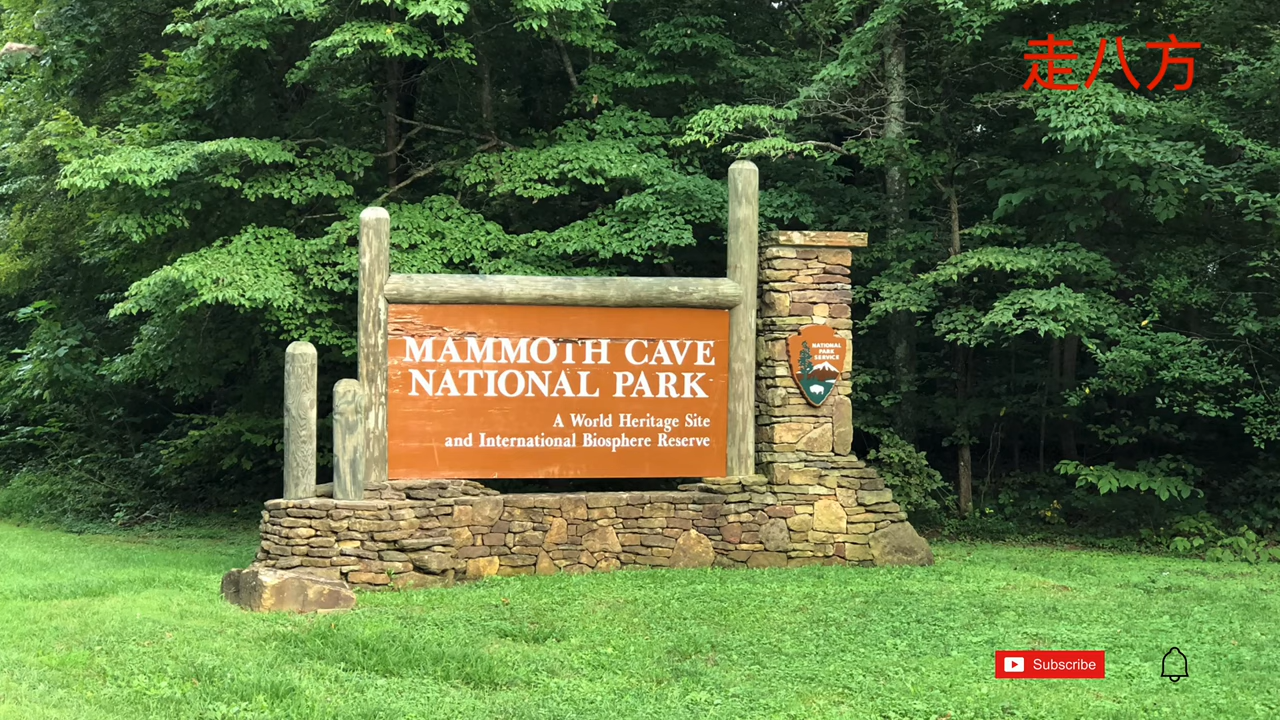 走八方
MAMMOTH CAVE
NATIONAL PARK
A World Heritage Site
and International Biosphere Reserve
NATIONAL
PARK
SERVICE
Subscribe